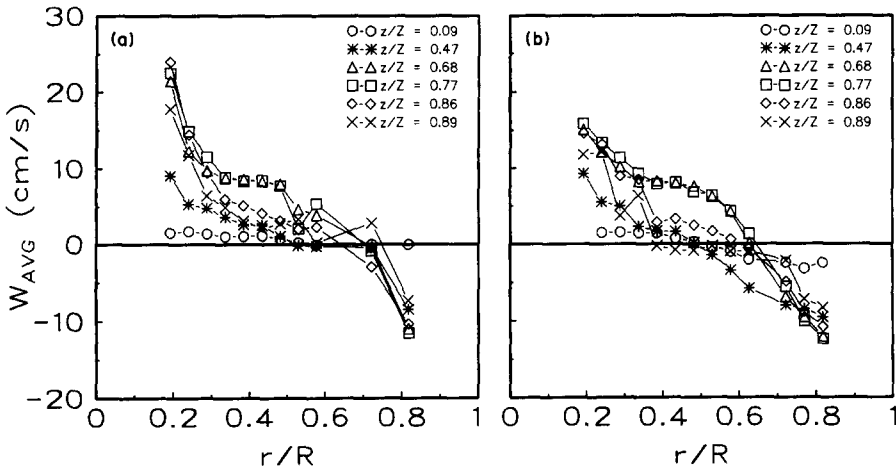 (a)
z/Z = 0.09
z/Z = 0.47
z/Z = 0.68
z/Z = 0.77
z/Z = 0.86
z/Z = 0.89
30
20
10
0
-10
-20
W_AVG (cm/s)
0 0.2 0.4 0.6 0.8 1
r/R
(b)
z/Z = 0.09
z/Z = 0.47
z/Z = 0.68
z/Z = 0.77
z/Z = 0.86
z/Z = 0.89
0 0.2 0.4 0.6 0.8 1
r/R